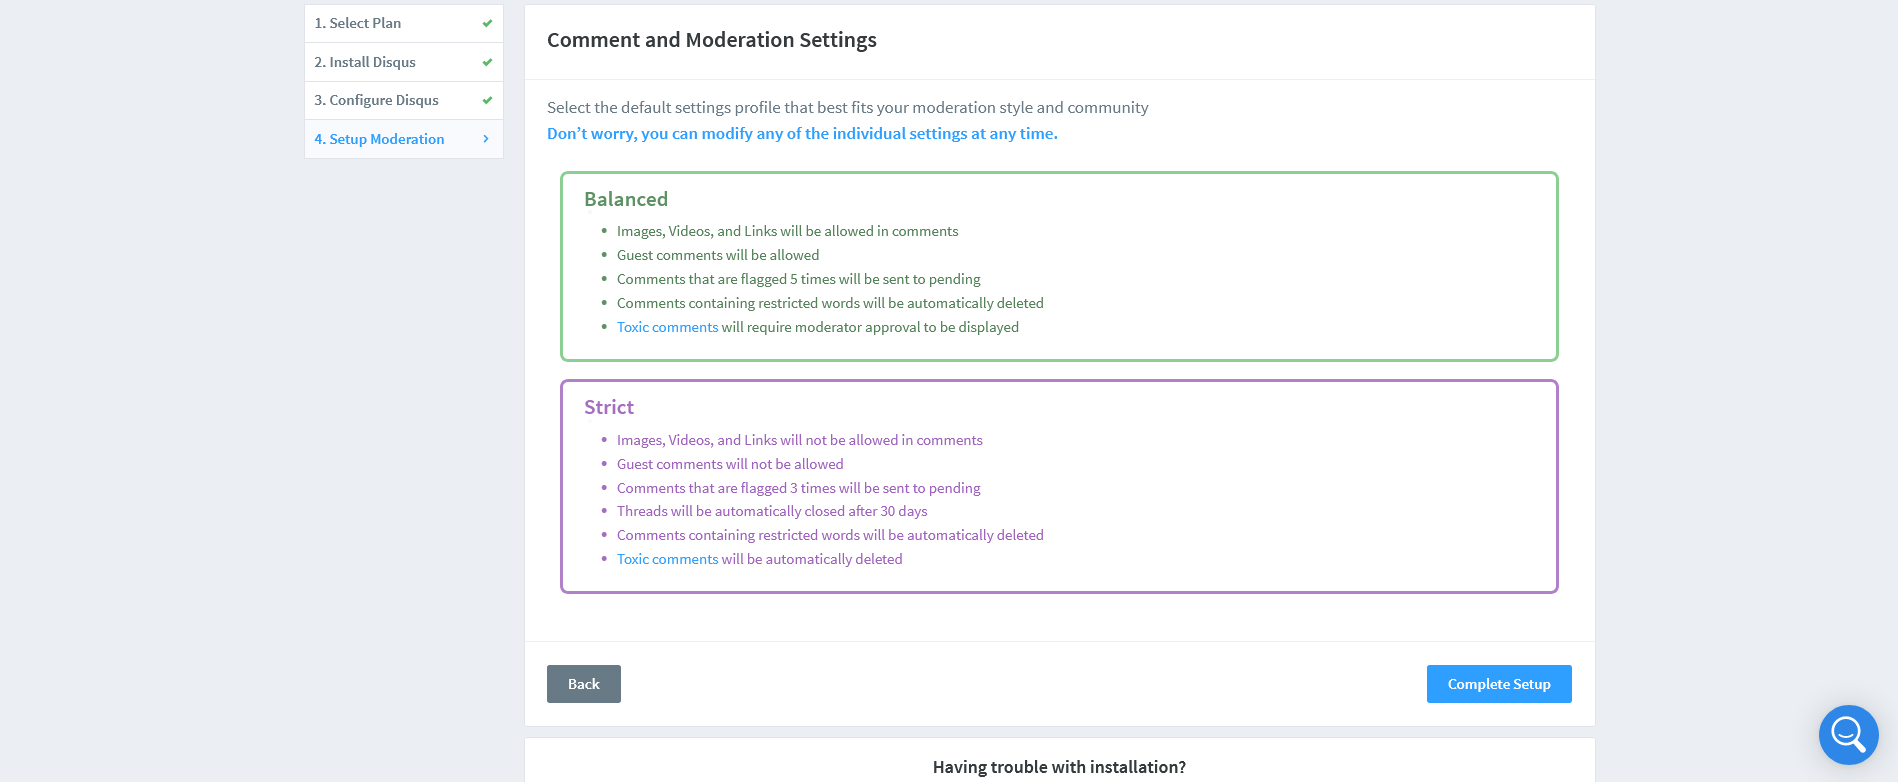 1. Select Plan
2. Install Disqus
3. Configure Disqus
4. Setup Moderation
Comment and Moderation Settings
Select the default settings profile that best fits your moderation style and community
Don’t worry, you can modify any of the individual settings at any time.
Balanced
• Images, Videos, and Links will be allowed in comments
• Guest comments will be allowed
• Comments that are flagged 5 times will be sent to pending
• Comments containing restricted words will be automatically deleted
• Toxic comments will require moderator approval to be displayed
Strict
• Images, Videos, and Links will not be allowed in comments
• Guest comments will not be allowed
• Comments that are flagged 3 times will be sent to pending
• Threads will be automatically closed after 30 days
• Comments containing restricted words will be automatically deleted
• Toxic comments will be automatically deleted
Back
Complete Setup
Having trouble with installation?